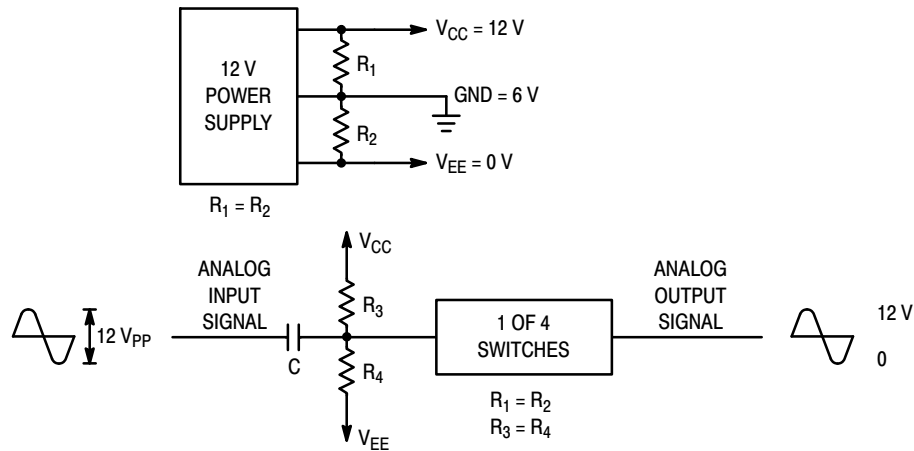 V_CC = 12 V
12 V
POWER
SUPPLY
R_1
GND = 6 V
R_2
V_EE = 0 V
R_1 = R_2
V_CC
ANALOG
INPUT
SIGNAL
ANALOG
OUTPUT
SIGNAL
R_3
12 V_PP
1 OF 4
SWITCHES
12 V
0
C
R_4
R_1 = R_2
R_3 = R_4
V_EE